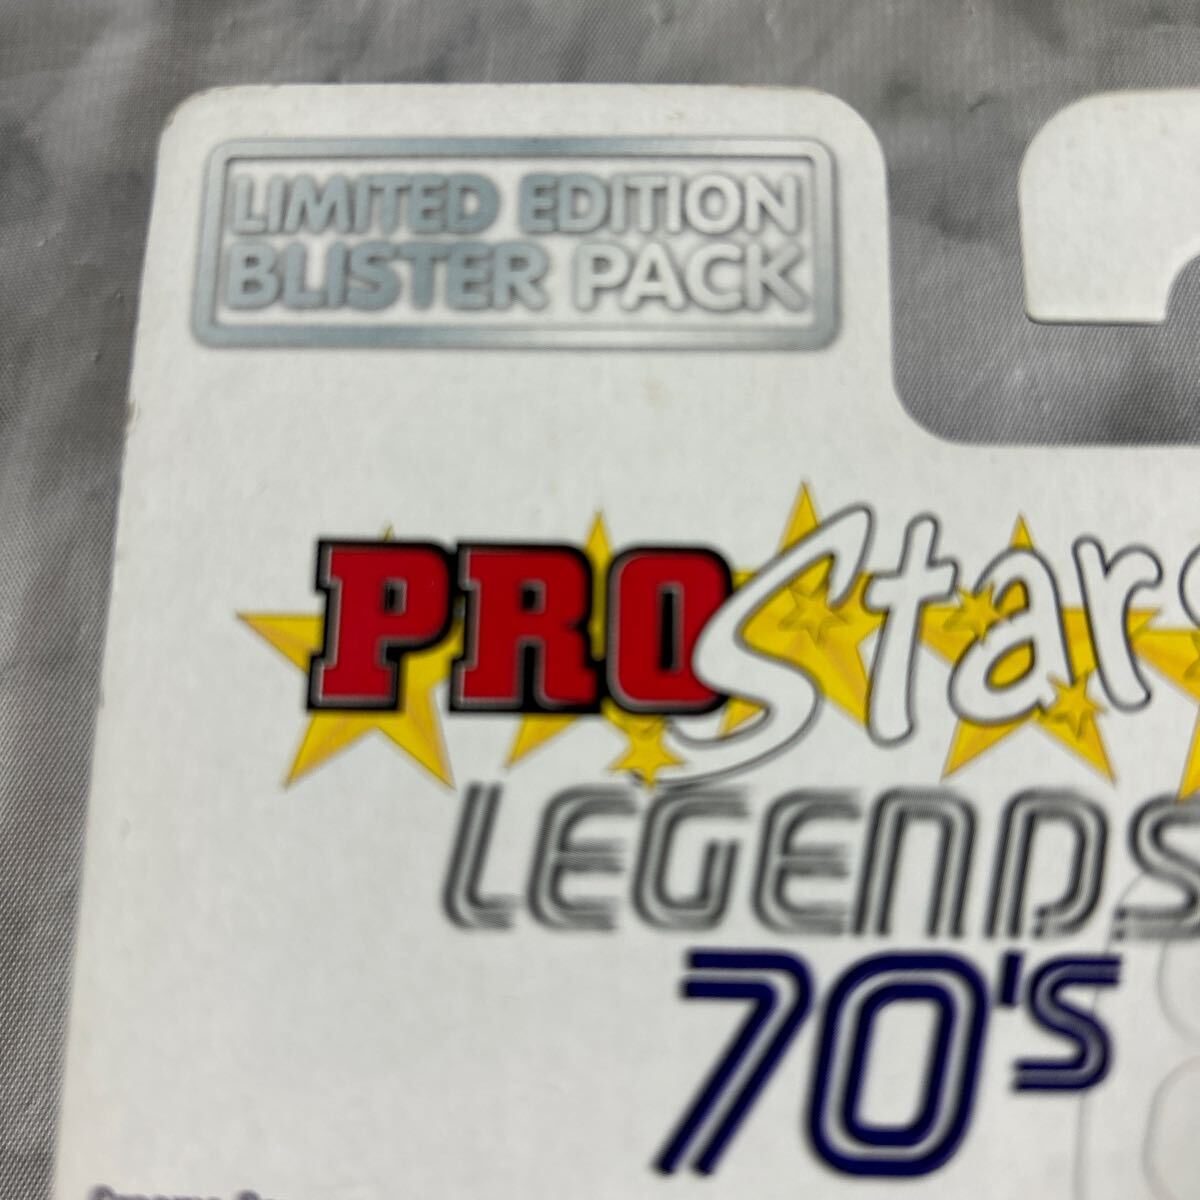 LIMITED EDITION
BLISTER PACK
PROStars
LEGENDS
70's